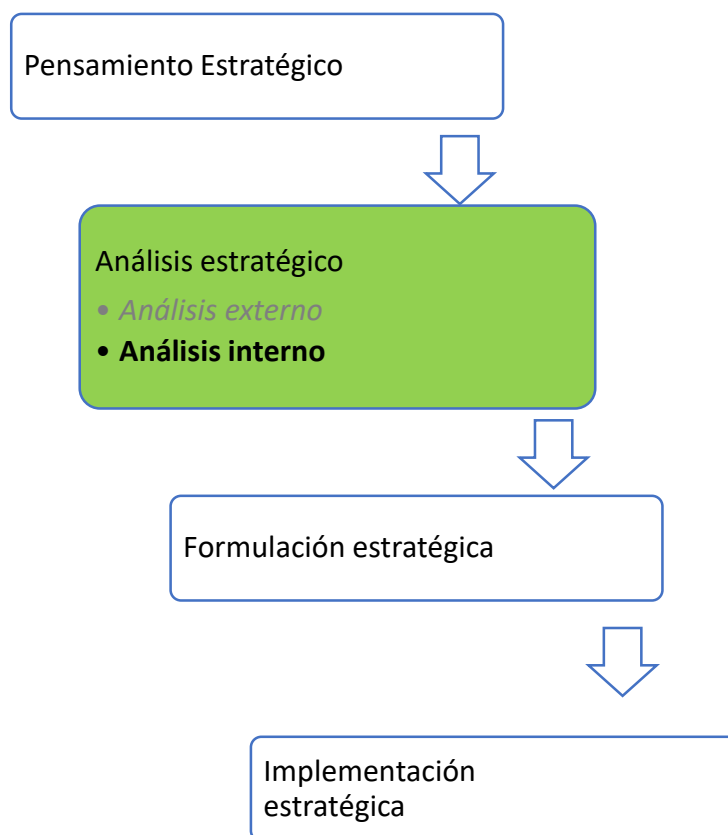 Pensamiento Estratégico
Análisis estratégico
• Análisis externo
• Análisis interno
Formulación estratégica
Implementación
estratégica